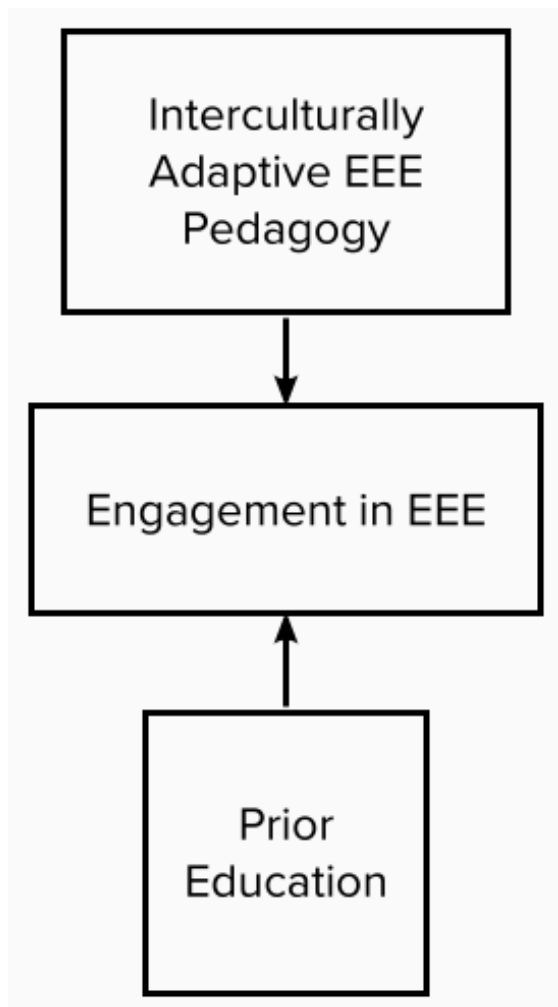 Interculturally
Adaptive EEE
Pedagogy
Engagement in EEE
Prior
Education